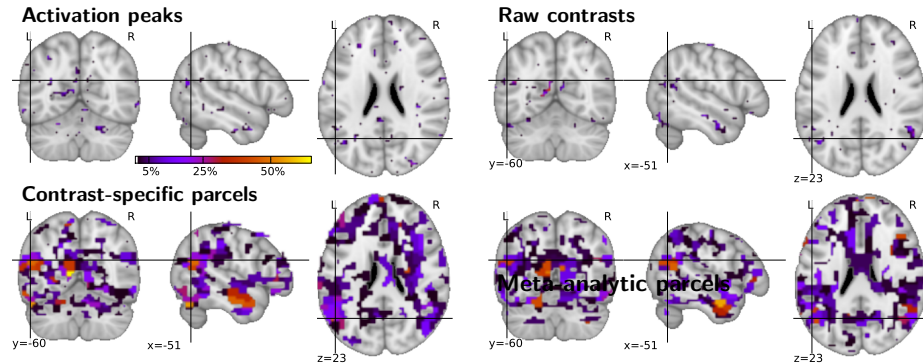 Activation peaks
L R
L
R
5% 25% 50%
Raw contrasts
L R
L
R
y=-60
x=-51
z=23
Contrast-specific parcels
L R
L
R
y=-60
x=-51
z=23
Meta-analytic parcels
L R
L
R
y=-60
x=-51
z=23